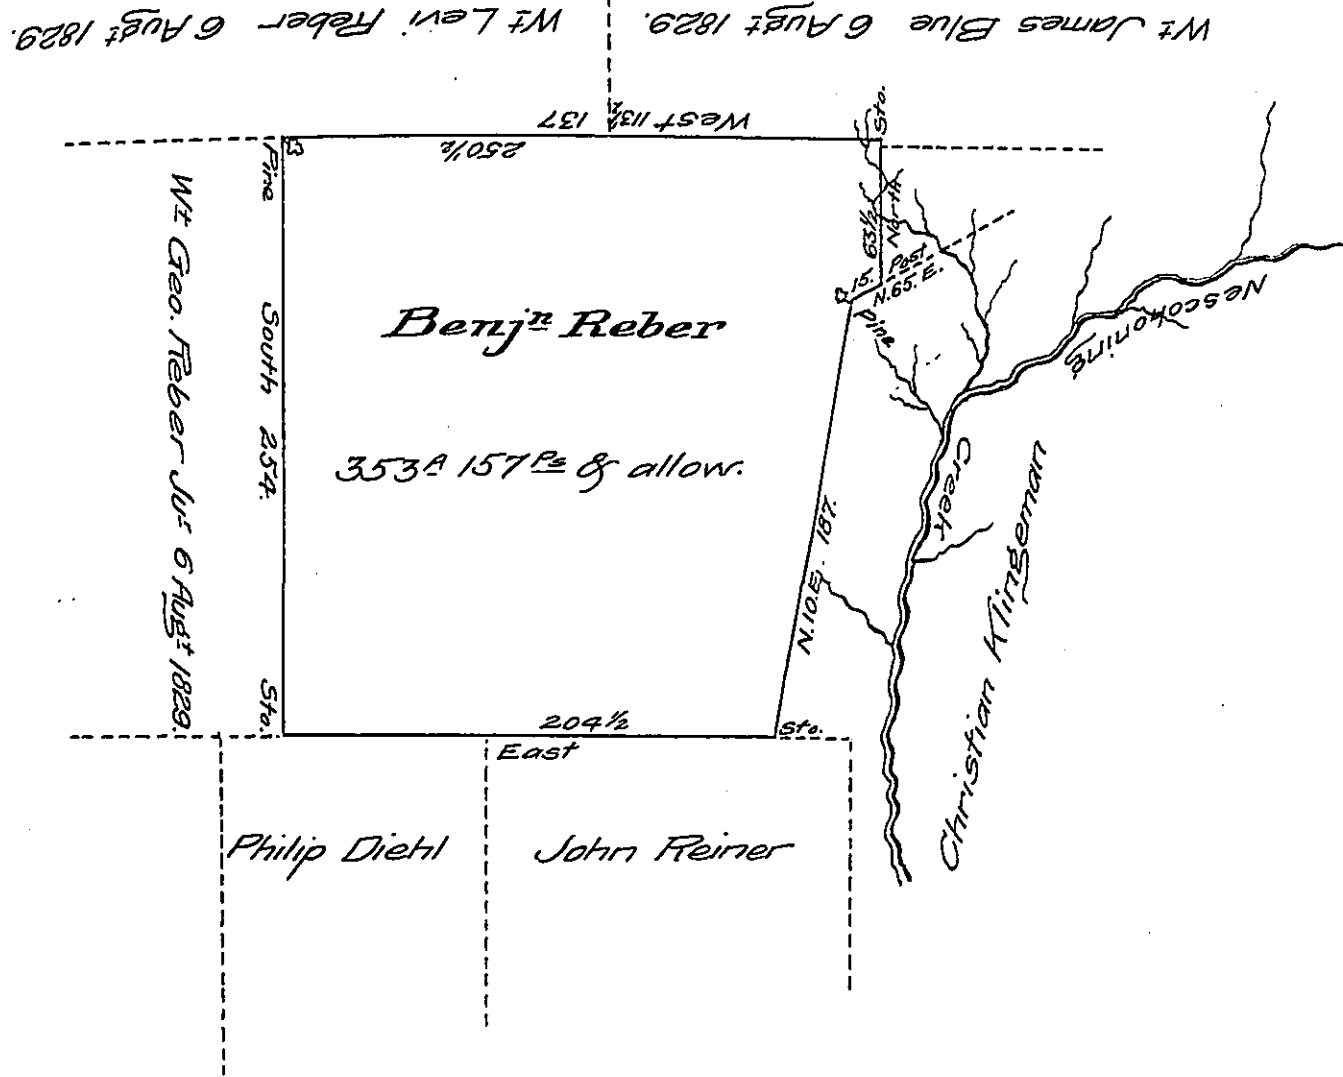 Wt Levi Reber 6 Augt 1829.
Wt James Blue 6 Augt 1829.
West 113½ 137
250½
Sto.
North
63½
Post
15.
N.65.E.
Pine
Pine
South 254.
Sto.
Wt Geo. Reber Jur 6 Augt 1829.
Benjn Reber
353A 157Ps & allow.
N.10.E. 187.
Nescohoning
Creek
Christian Klingeman
204½
Sto.
East
Philip Diehl
John Reiner